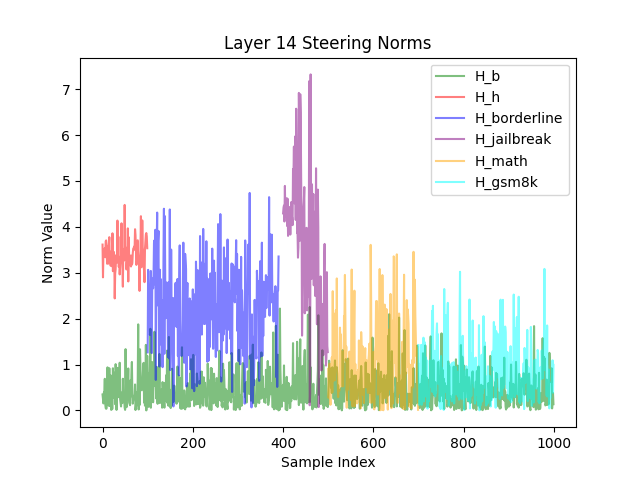 Layer 14 Steering Norms
H_b
H_h
H_borderline
H_jailbreak
H_math
H_gsm8k
Norm Value
7
6
5
4
3
2
1
0
0 200 400 600 800 1000
Sample Index